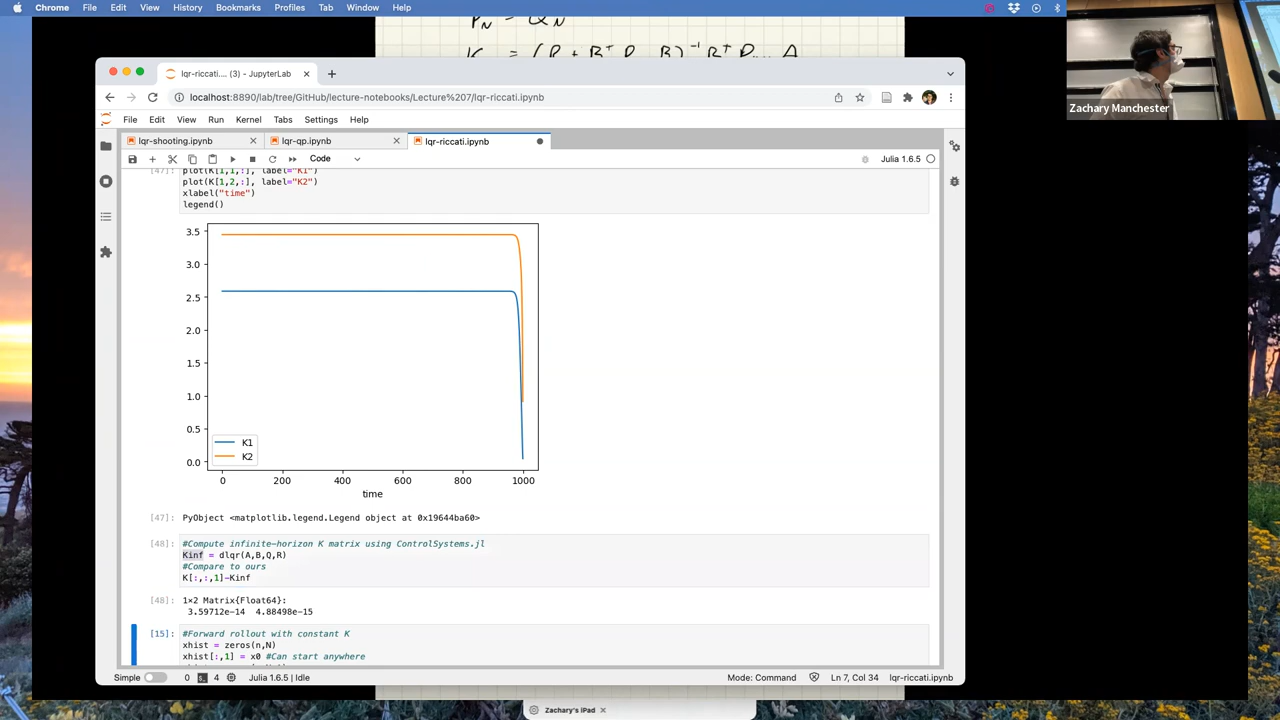 Chrome File Edit View History Bookmarks Profiles Tab Window Help
Zachary Manchester
lqr-riccati.... (3) - JupyterLab
localhost:8890/lab/tree/GitHub/lecture-notebooks/Lecture%207/lqr-riccati.ipynb
File Edit View Run Kernel Tabs Settings Help
lqr-shooting.ipynb lqr-qp.ipynb lqr-riccati.ipynb
Code Julia 1.6.5
[47]: plot(K[1,1,:], label="K1")
plot(K[1,2,:], label="K2")
xlabel("time")
legend()
3.5
3.0
2.5
2.0
1.5
1.0
0.5
0.0
K1
K2
0 200 400 600 800 1000
time
[47]: PyObject <matplotlib.legend.Legend object at 0x19644ba60>
[48]: #Compute infinite-horizon K matrix using ControlSystems.jl
Kinf = dlqr(A,B,Q,R)
#Compare to ours
K[:,:,1]-Kinf
[48]: 1×2 Matrix{Float64}:
3.59712e-14 4.88498e-15
[15]: #Forward rollout with constant K
xhist = zeros(n,N)
xhist[:,1] = x0 #Can start anywhere
Simple 0 4 Julia 1.6.5 | Idle Mode: Command Ln 7, Col 34 lqr-riccati.ipynb
Zachary's iPad